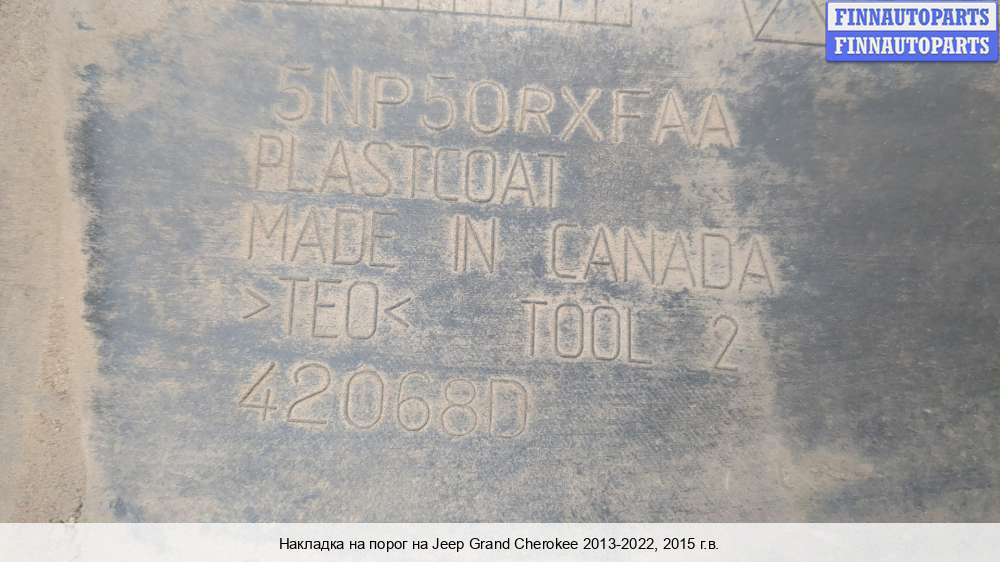 FINNAUTOPARTS
FINNAUTOPARTS
5NP50RXFAA
PLASTCOAT
MADE IN CANADA
>TEO< TOOL 2
42068D
Накладка на порог на Jeep Grand Cherokee 2013-2022, 2015 г.в.